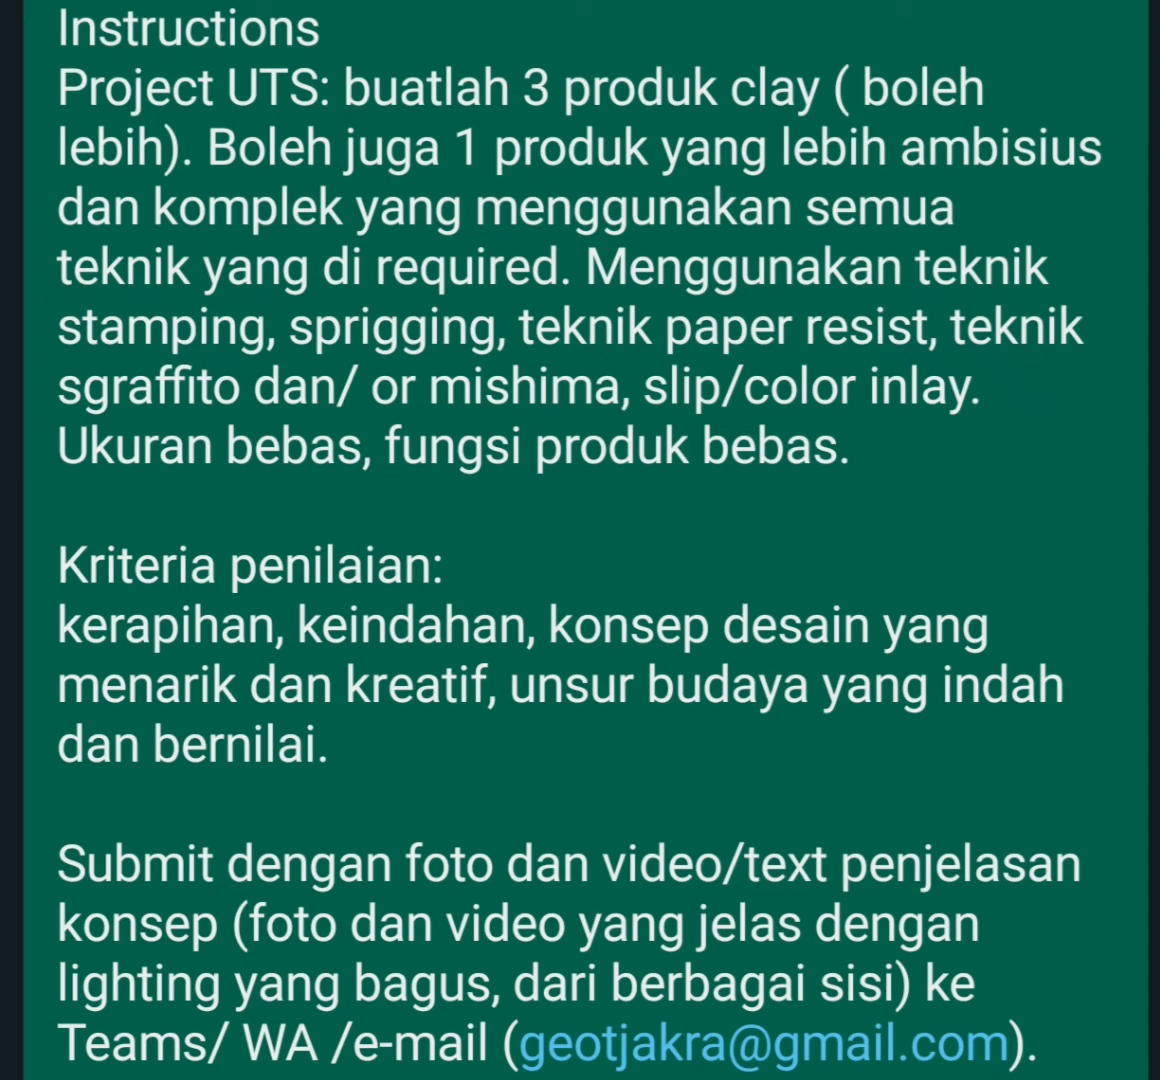 Instructions
Project UTS: buatlah 3 produk clay ( boleh
lebih). Boleh juga 1 produk yang lebih ambisius
dan komplek yang menggunakan semua
teknik yang di required. Menggunakan teknik
stamping, sprigging, teknik paper resist, teknik
sgraffito dan/ or mishima, slip/color inlay.
Ukuran bebas, fungsi produk bebas.
Kriteria penilaian:
kerapihan, keindahan, konsep desain yang
menarik dan kreatif, unsur budaya yang indah
dan bernilai.
Submit dengan foto dan video/text penjelasan
konsep (foto dan video yang jelas dengan
lighting yang bagus, dari berbagai sisi) ke
Teams/ WA /e-mail (geotjakra@gmail.com).